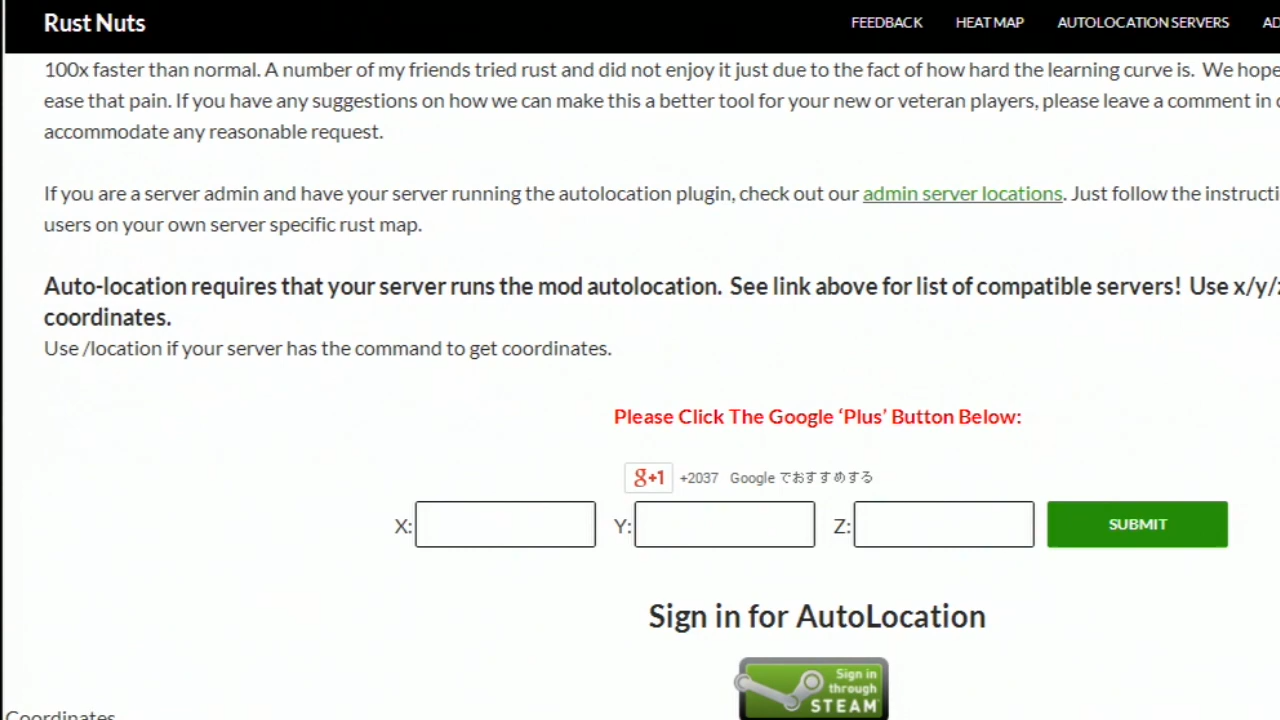 Rust Nuts
FEEDBACK HEAT MAP AUTOLOCATION SERVERS AD
100x faster than normal. A number of my friends tried rust and did not enjoy it just due to the fact of how hard the learning curve is. We hope
ease that pain. If you have any suggestions on how we can make this a better tool for your new or veteran players, please leave a comment in
accommodate any reasonable request.
If you are a server admin and have your server running the autolocation plugin, check out our admin server locations. Just follow the instructi
users on your own server specific rust map.
Auto-location requires that your server runs the mod autolocation. See link above for list of compatible servers! Use x/y/z
coordinates.
Use /location if your server has the command to get coordinates.
Please Click The Google ‘Plus’ Button Below:
g+1 +2037 Google でおすすめする
X: Y: Z: SUBMIT
Sign in for AutoLocation
Sign in
through
STEAM
Coordinates